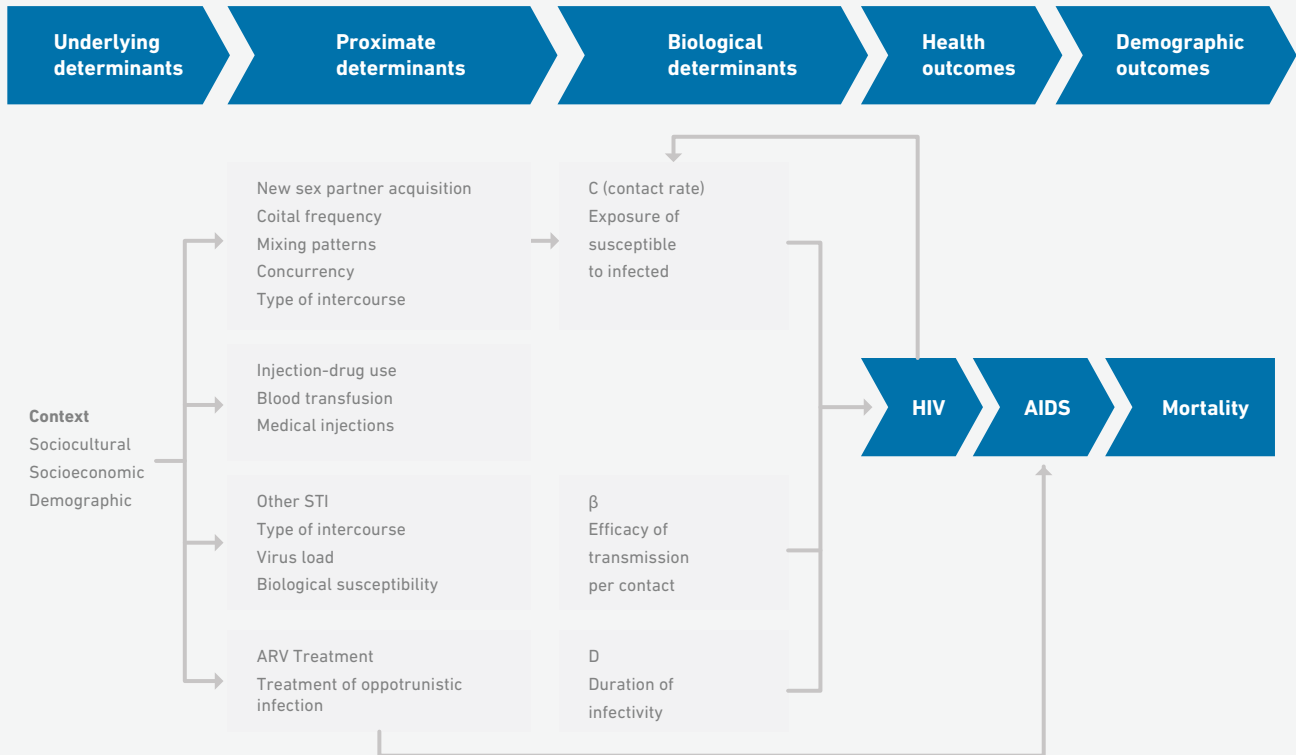 Underlying
determinants
Proximate
determinants
Biological
determinants
Health
outcomes
Demographic
outcomes
Context
Sociocultural
Socioeconomic
Demographic
New sex partner acquisition
Coital frequency
Mixing patterns
Concurrency
Type of intercourse
Injection-drug use
Blood transfusion
Medical injections
Other STI
Type of intercourse
Virus load
Biological susceptibility
ARV Treatment
Treatment of oppotrunistic
infection
C (contact rate)
Exposure of
susceptible
to infected
β
Efficacy of
transmission
per contact
D
Duration of
infectivity
HIV
AIDS
Mortality